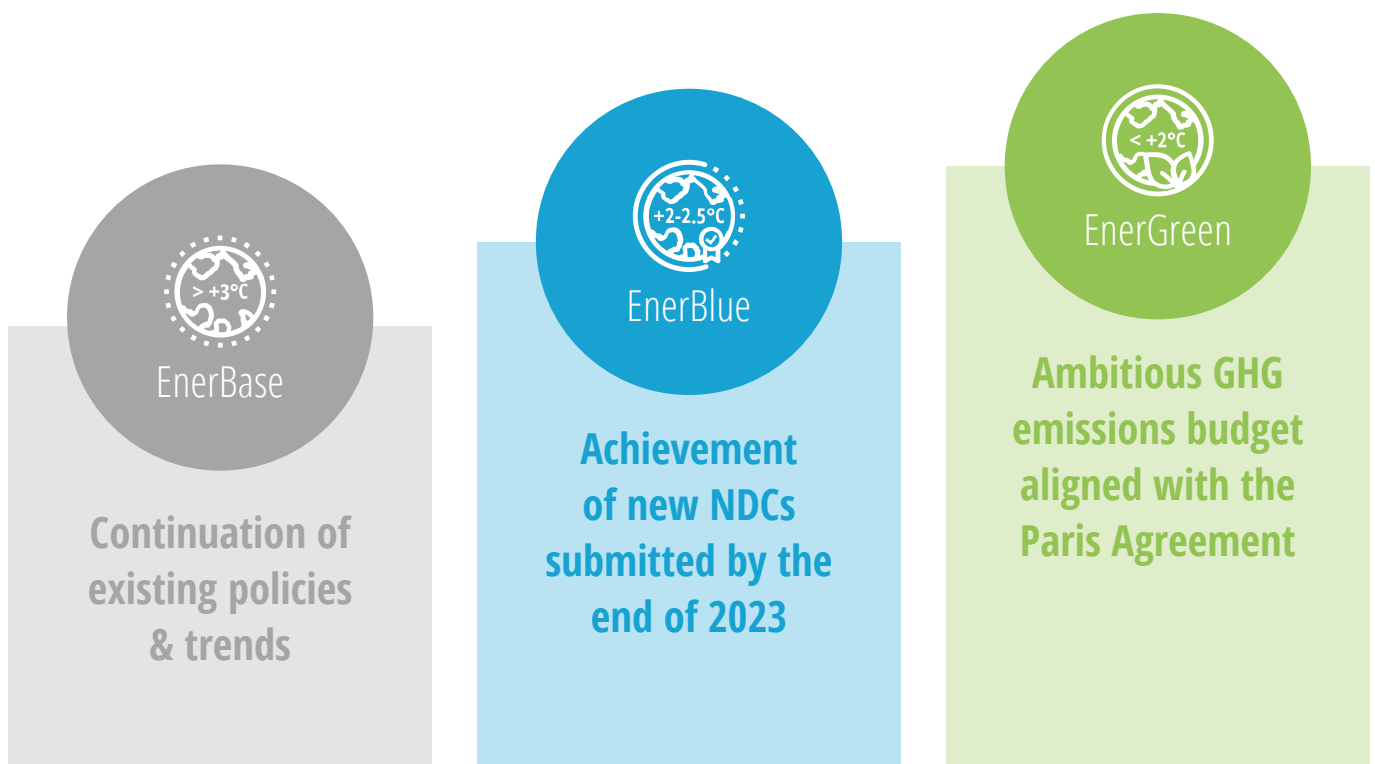 > +3°C
EnerBase
Continuation of
existing policies
& trends
+2-2.5°C
EnerBlue
Achievement
of new NDCs
submitted by the
end of 2023
< +2°C
EnerGreen
Ambitious GHG
emissions budget
aligned with the
Paris Agreement